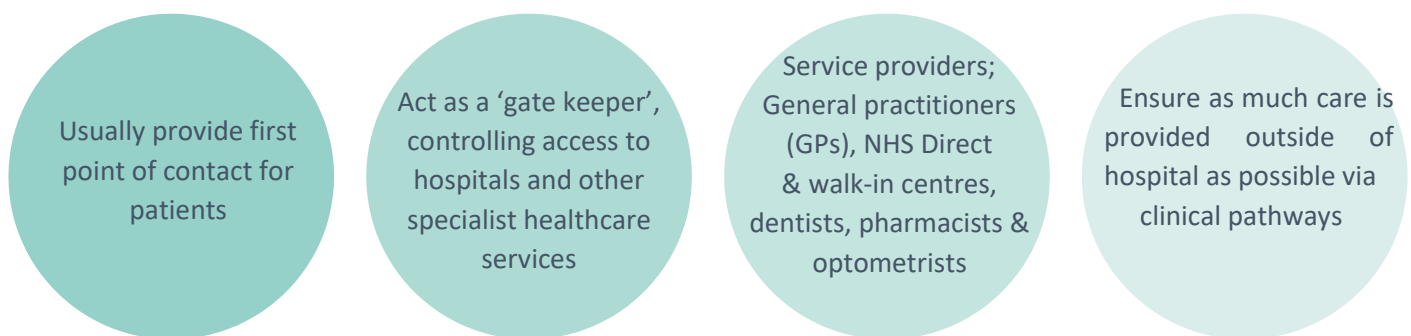 Usually provide first
point of contact for
patients
Act as a ‘gate keeper’,
controlling access to
hospitals and other
specialist healthcare
services
Service providers;
General practitioners
(GPs), NHS Direct
& walk-in centres,
dentists, pharmacists &
optometrists
Ensure as much care is
provided outside of
hospital as possible via
clinical pathways